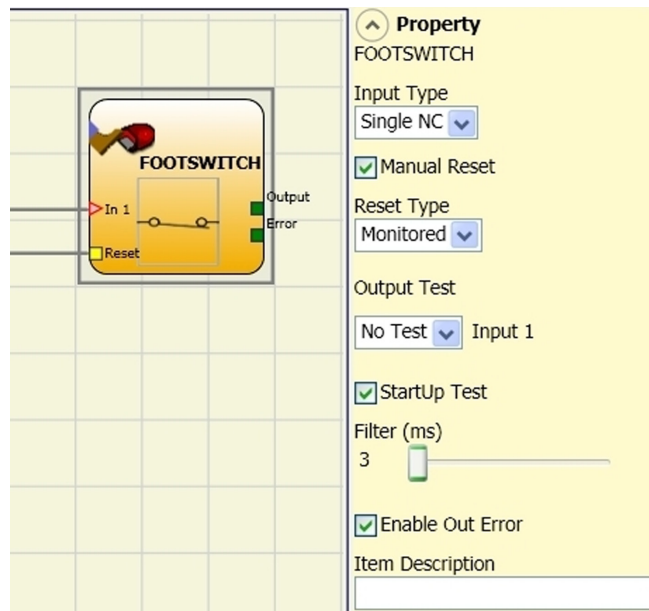 FOOTSWITCH
In 1
Reset
Output
Error
Property
FOOTSWITCH
Input Type
Single NC
Manual Reset
Reset Type
Monitored
Output Test
No Test Input 1
StartUp Test
Filter (ms)
3
Enable Out Error
Item Description